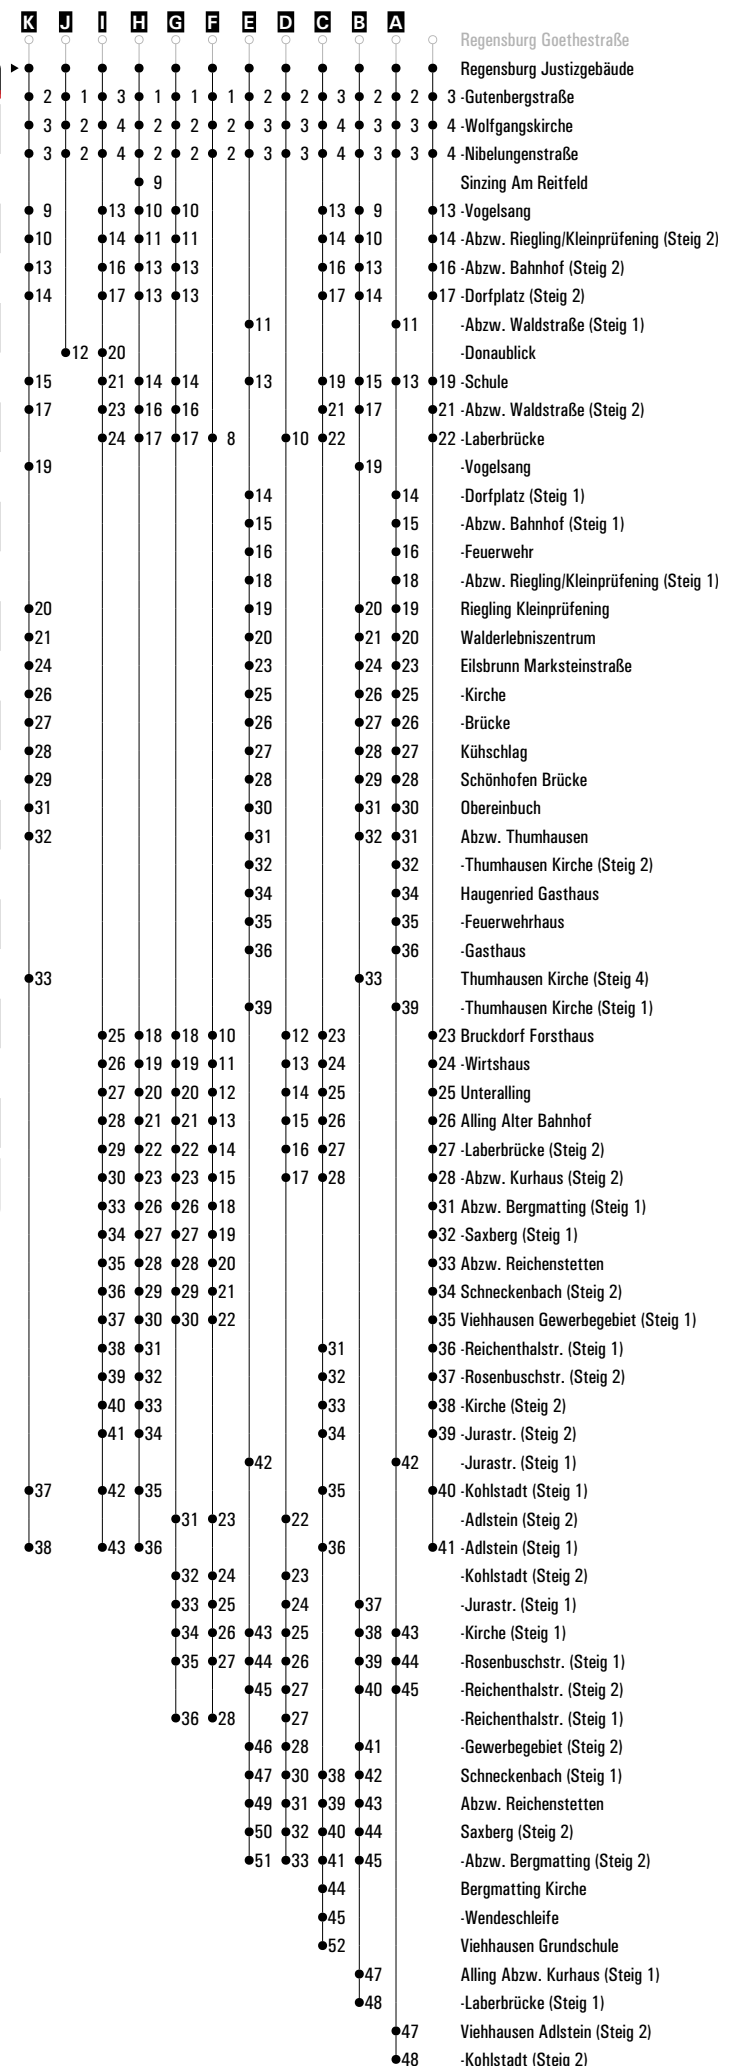 K J I H G F E D C B A
Regensburg Goethestraße
Regensburg Justizgebäude
2 1 3 1 1 1 2 2 3 2 2 3 -Gutenbergstraße
3 2 4 2 2 2 3 3 4 3 3 4 -Wolfgangskirche
3 2 4 2 2 2 3 3 4 3 3 4 -Nibelungenstraße
9 Sinzing Am Reitfeld
9 13 10 10 13 9 13 -Vogelsang
10 14 11 11 14 10 14 -Abzw. Riegling/Kleinprüfening (Steig 2)
13 16 13 13 16 13 16 -Abzw. Bahnhof (Steig 2)
14 17 13 13 17 14 17 -Dorfplatz (Steig 2)
11 11 -Abzw. Waldstraße (Steig 1)
12 20 -Donaublick
15 21 14 14 13 19 15 13 19 -Schule
17 23 16 16 21 17 21 -Abzw. Waldstraße (Steig 2)
24 17 17 8 10 22 22 -Laberbrücke
19 19 -Vogelsang
14 14 -Dorfplatz (Steig 1)
15 15 -Abzw. Bahnhof (Steig 1)
16 16 -Feuerwehr
18 18 -Abzw. Riegling/Kleinprüfening (Steig 1)
20 19 20 19 Riegling Kleinprüfening
21 20 21 20 Walderlebniszentrum
24 23 24 23 Eilsbrunn Marksteinstraße
26 25 26 25 -Kirche
27 26 27 26 -Brücke
28 27 28 27 Kühschlag
29 28 29 28 Schönhofen Brücke
31 30 31 30 Obereinbuch
32 31 32 31 Abzw. Thumhausen
32 32 -Thumhausen Kirche (Steig 2)
34 34 Haugenried Gasthaus
35 35 -Feuerwehrhaus
36 36 -Gasthaus
33 33 Thumhausen Kirche (Steig 4)
39 39 -Thumhausen Kirche (Steig 1)
25 18 18 10 12 23 23 Bruckdorf Forsthaus
26 19 19 11 13 24 24 -Wirtshaus
27 20 20 12 14 25 25 Unteralling
28 21 21 13 15 26 26 Alling Alter Bahnhof
29 22 22 14 16 27 27 -Laberbrücke (Steig 2)
30 23 23 15 17 28 28 -Abzw. Kurhaus (Steig 2)
33 26 26 18 31 Abzw. Bergmatting (Steig 1)
34 27 27 19 32 -Saxberg (Steig 1)
35 28 28 20 33 Abzw. Reichenstetten
36 29 29 21 34 Schneckenbach (Steig 2)
37 30 30 22 35 Viehhausen Gewerbegebiet (Steig 1)
38 31 31 36 -Reichenthalstr. (Steig 1)
39 32 32 37 -Rosenbuschstr. (Steig 2)
40 33 33 38 -Kirche (Steig 2)
41 34 34 39 -Jurastr. (Steig 2)
42 42 -Jurastr. (Steig 1)
37 42 35 35 40 -Kohlstadt (Steig 1)
31 23 22 -Adlstein (Steig 2)
38 43 36 36 41 -Adlstein (Steig 1)
32 24 23 -Kohlstadt (Steig 2)
33 25 24 37 -Jurastr. (Steig 1)
34 26 43 25 38 43 -Kirche (Steig 1)
35 27 44 26 39 44 -Rosenbuschstr. (Steig 1)
45 27 40 45 -Reichenthalstr. (Steig 2)
36 28 27 -Reichenthalstr. (Steig 1)
46 28 41 -Gewerbegebiet (Steig 2)
47 30 38 42 Schneckenbach (Steig 1)
49 31 39 43 Abzw. Reichenstetten
50 32 40 44 Saxberg (Steig 2)
51 33 41 45 -Abzw. Bergmatting (Steig 2)
44 Bergmatting Kirche
45 -Wendeschleife
52 Viehhausen Grundschule
47 Alling Abzw. Kurhaus (Steig 1)
48 -Laberbrücke (Steig 1)
47 Viehhausen Adlstein (Steig 2)
48 -Kohlstadt (Steig 2)